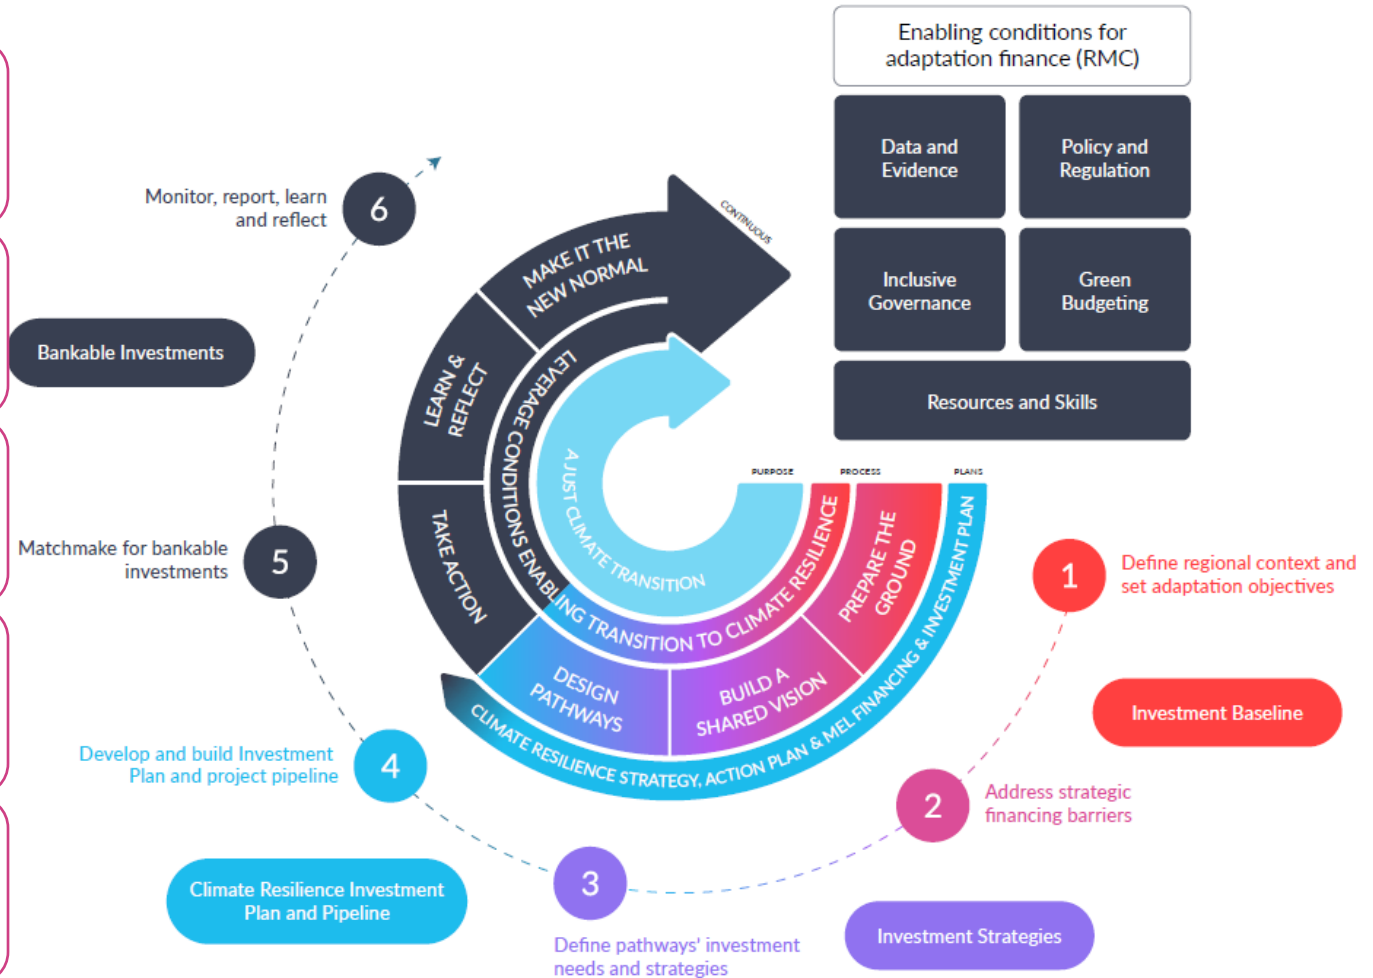 Enabling conditions for
adaptation finance (RMC)
Data and
Evidence
Policy and
Regulation
Inclusive
Governance
Green
Budgeting
Resources and Skills
Monitor, report, learn
and reflect
6
Bankable Investments
Matchmake for bankable
investments
5
Develop and build Investment
Plan and project pipeline
4
Climate Resilience Investment
Plan and Pipeline
3
Define pathways' investment
needs and strategies
Investment Strategies
2
Address strategic
financing barriers
Investment Baseline
1
Define regional context and
set adaptation objectives
CONTINUOUS
MAKE IT THE
NEW NORMAL
LEARN &
REFLECT
TAKE ACTION
DESIGN
PATHWAYS
BUILD A
SHARED VISION
PREPARE THE
GROUND
LEVERAGE CONDITIONS ENABLING TRANSITION TO CLIMATE RESILIENCE
A JUST CLIMATE TRANSITION
PURPOSE
PROCESS
PLANS
CLIMATE RESILIENCE STRATEGY, ACTION PLAN & MEL FINANCING & INVESTMENT PLAN